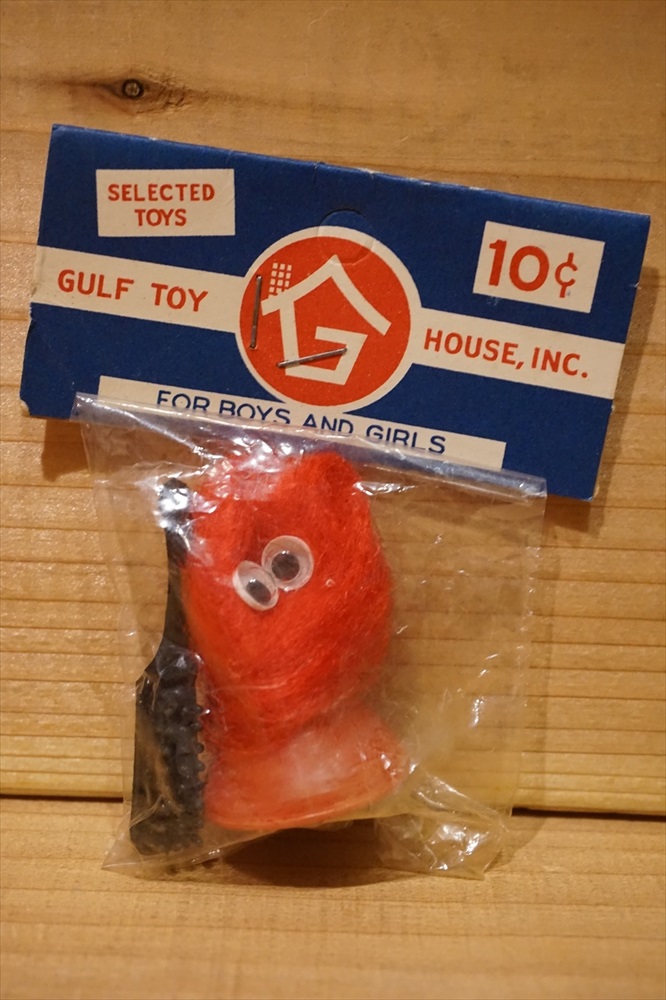 SELECTED
TOYS
10¢
GULF TOY
G
HOUSE, INC.
FOR BOYS AND GIRLS